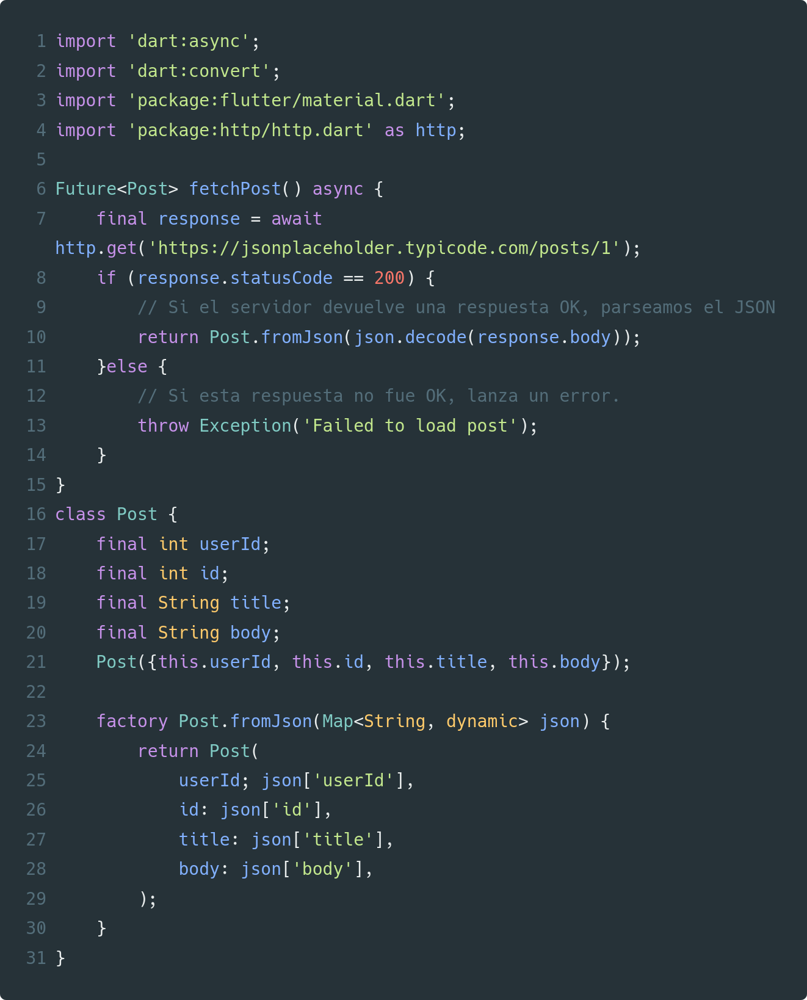 1 import 'dart:async';
2 import 'dart:convert';
3 import 'package:flutter/material.dart';
4 import 'package:http/http.dart' as http;
5
6 Future<Post> fetchPost() async {
7     final response = await
http.get('https://jsonplaceholder.typicode.com/posts/1');
8     if (response.statusCode == 200) {
9         // Si el servidor devuelve una respuesta OK, parseamos el JSON
10         return Post.fromJson(json.decode(response.body));
11     }else {
12         // Si esta respuesta no fue OK, lanza un error.
13         throw Exception('Failed to load post');
14     }
15 }
16 class Post {
17     final int userId;
18     final int id;
19     final String title;
20     final String body;
21     Post({this.userId, this.id, this.title, this.body});
22
23     factory Post.fromJson(Map<String, dynamic> json) {
24         return Post(
25             userId; json['userId'],
26             id: json['id'],
27             title: json['title'],
28             body: json['body'],
29         );
30     }
31 }